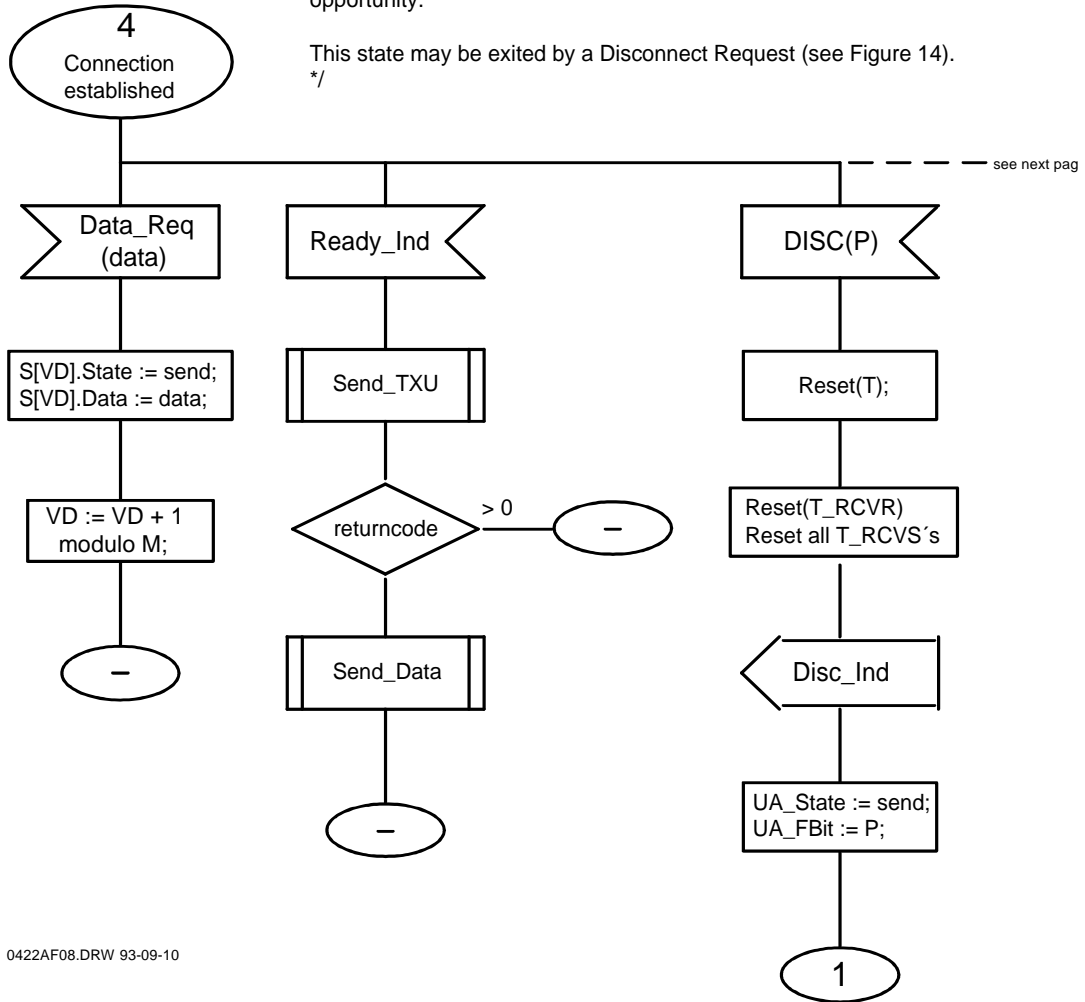 opportunity.
This state may be exited by a Disconnect Request (see Figure 14).
*/
4
Connection
established
see next pag
Data_Req
(data)
S[VD].State := send;
S[VD].Data := data;
VD := VD + 1
modulo M;
–
Ready_Ind
Send_TXU
returncode
> 0
–
Send_Data
–
DISC(P)
Reset(T);
Reset(T_RCVR)
Reset all T_RCVS´s
Disc_Ind
UA_State := send;
UA_FBit := P;
1
0422AF08.DRW 93-09-10